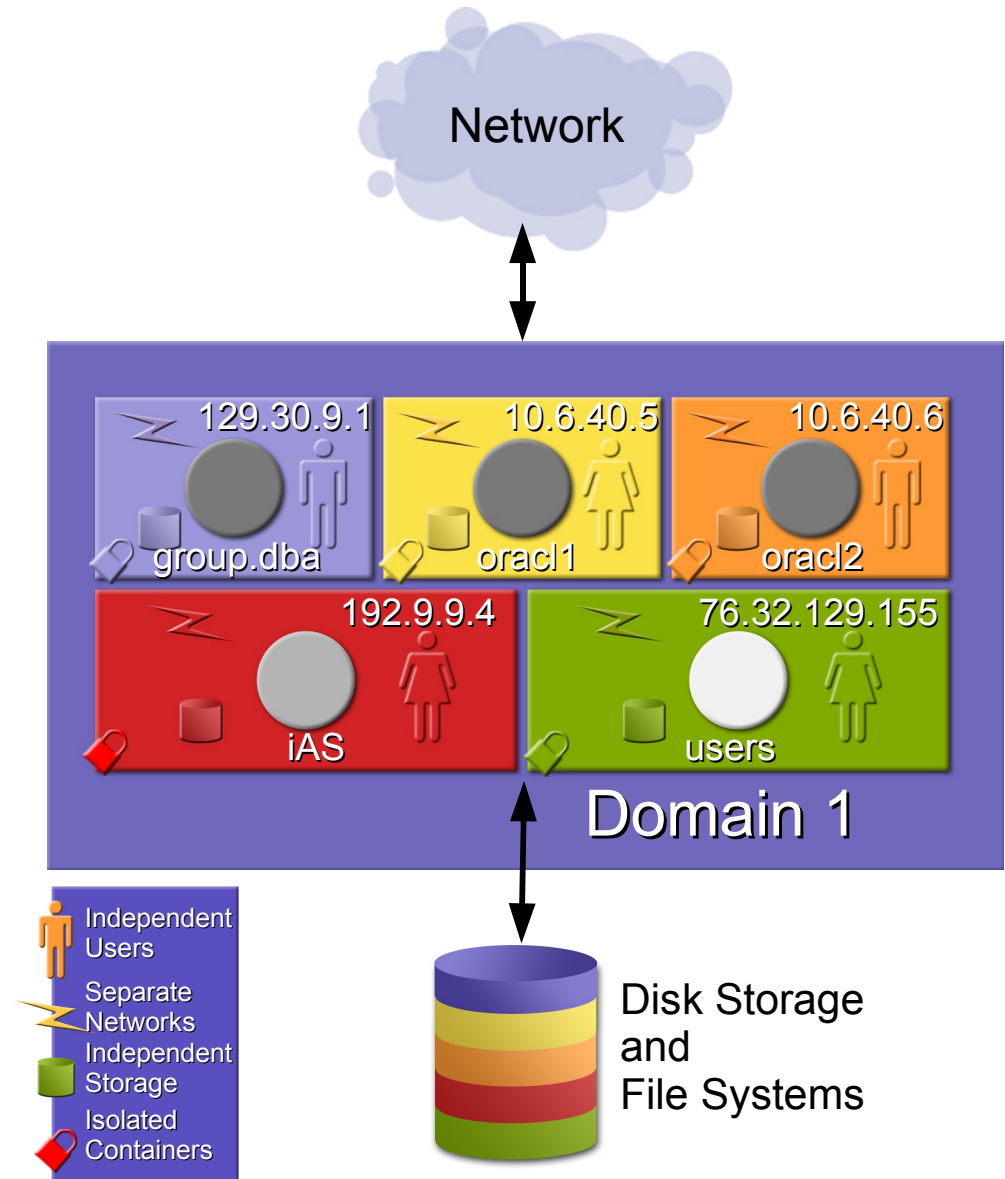 Network
129.30.9.1
10.6.40.5
10.6.40.6
group.dba
oracl1
oracl2
192.9.9.4
76.32.129.155
iAS
users
Domain 1
Independent
Users
Separate
Networks
Independent
Storage
Isolated
Containers
Disk Storage
and
File Systems